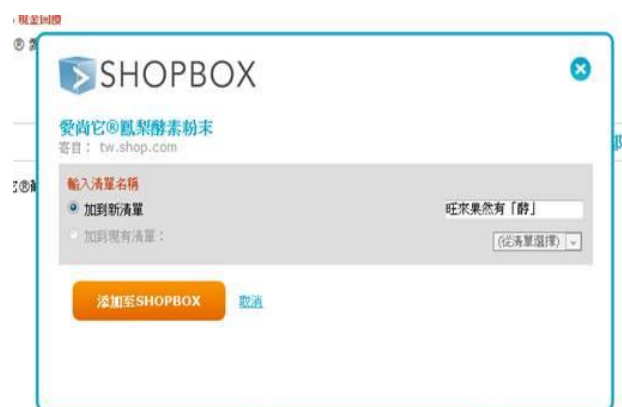 現金回饋
®
SHOPBOX
愛尚它®鳳梨酵素粉末
寄自： tw.shop.com
輸入清單名稱
加到新清單
旺來果然有「酵」
加到現有清單：
(從清單選擇)
添加至SHOPBOX
取消